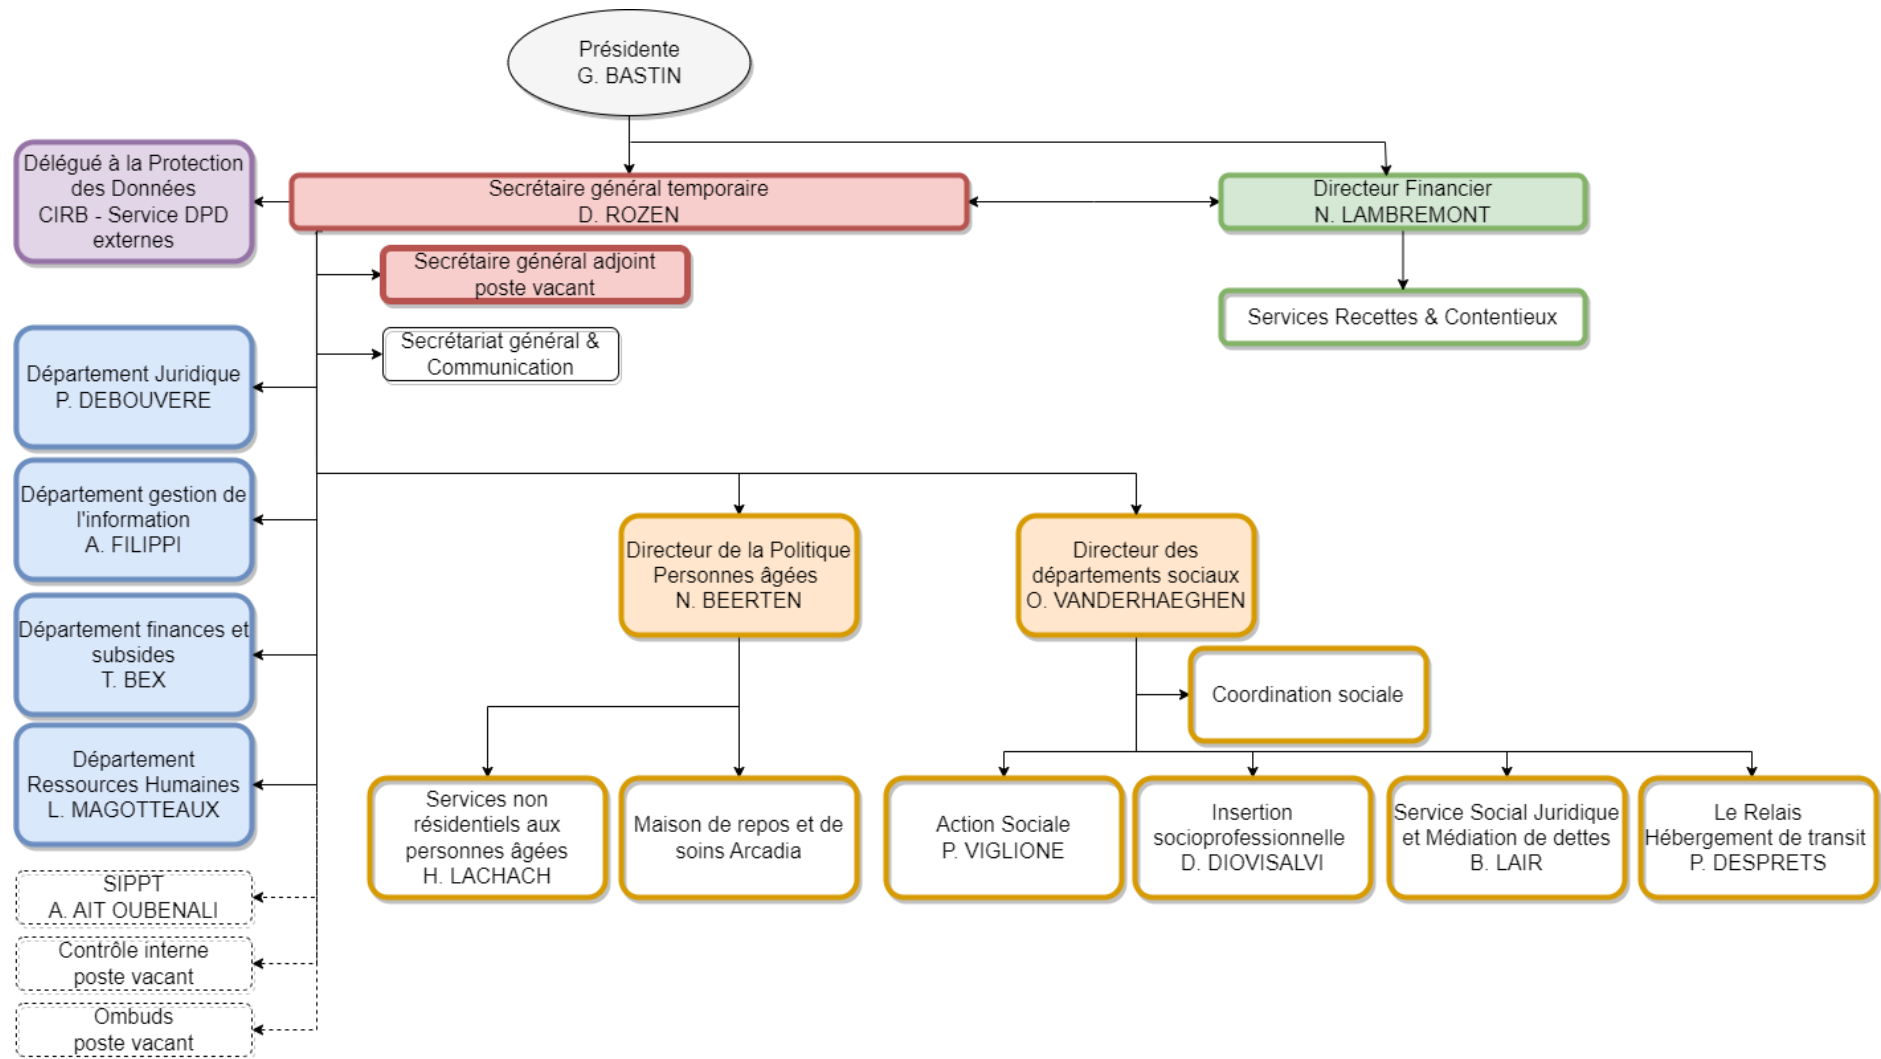 Présidente
G. BASTIN
Délégué à la Protection
des Données
CIRB - Service DPD
externes
Secrétaire général temporaire
D. ROZEN
Directeur Financier
N. LAMBREMONT
Secrétaire général adjoint
poste vacant
Services Recettes & Contentieux
Secrétariat général &
Communication
Département Juridique
P. DEBOUVERE
Département gestion de
l'information
A. FILIPPI
Directeur de la Politique
Personnes âgées
N. BEERTEN
Directeur des
départements sociaux
O. VANDERHAEGHEN
Département finances et
subsides
T. BEX
Coordination sociale
Département
Ressources Humaines
L. MAGOTTEAUX
Services non
résidentiels aux
personnes âgées
H. LACHACH
Maison de repos et de
soins Arcadia
Action Sociale
P. VIGLIONE
Insertion
socioprofessionnelle
D. DIOVISALVI
Service Social Juridique
et Médiation de dettes
B. LAIR
Le Relais
Hébergement de transit
P. DESPRETS
SIPPT
A. AIT OUBENALI
Contrôle interne
poste vacant
Ombuds
poste vacant